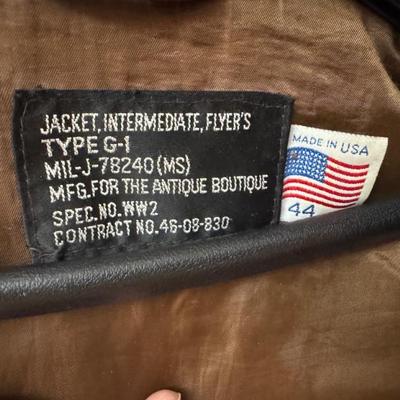 JACKET, INTERMEDIATE, FLYER'S
TYPE G-1
MIL-J-78240 (MS)
MFG. FOR THE ANTIQUE BOUTIQUE
SPEC. NO. WW2
CONTRACT NO. 46-08-830
MADE IN USA
44